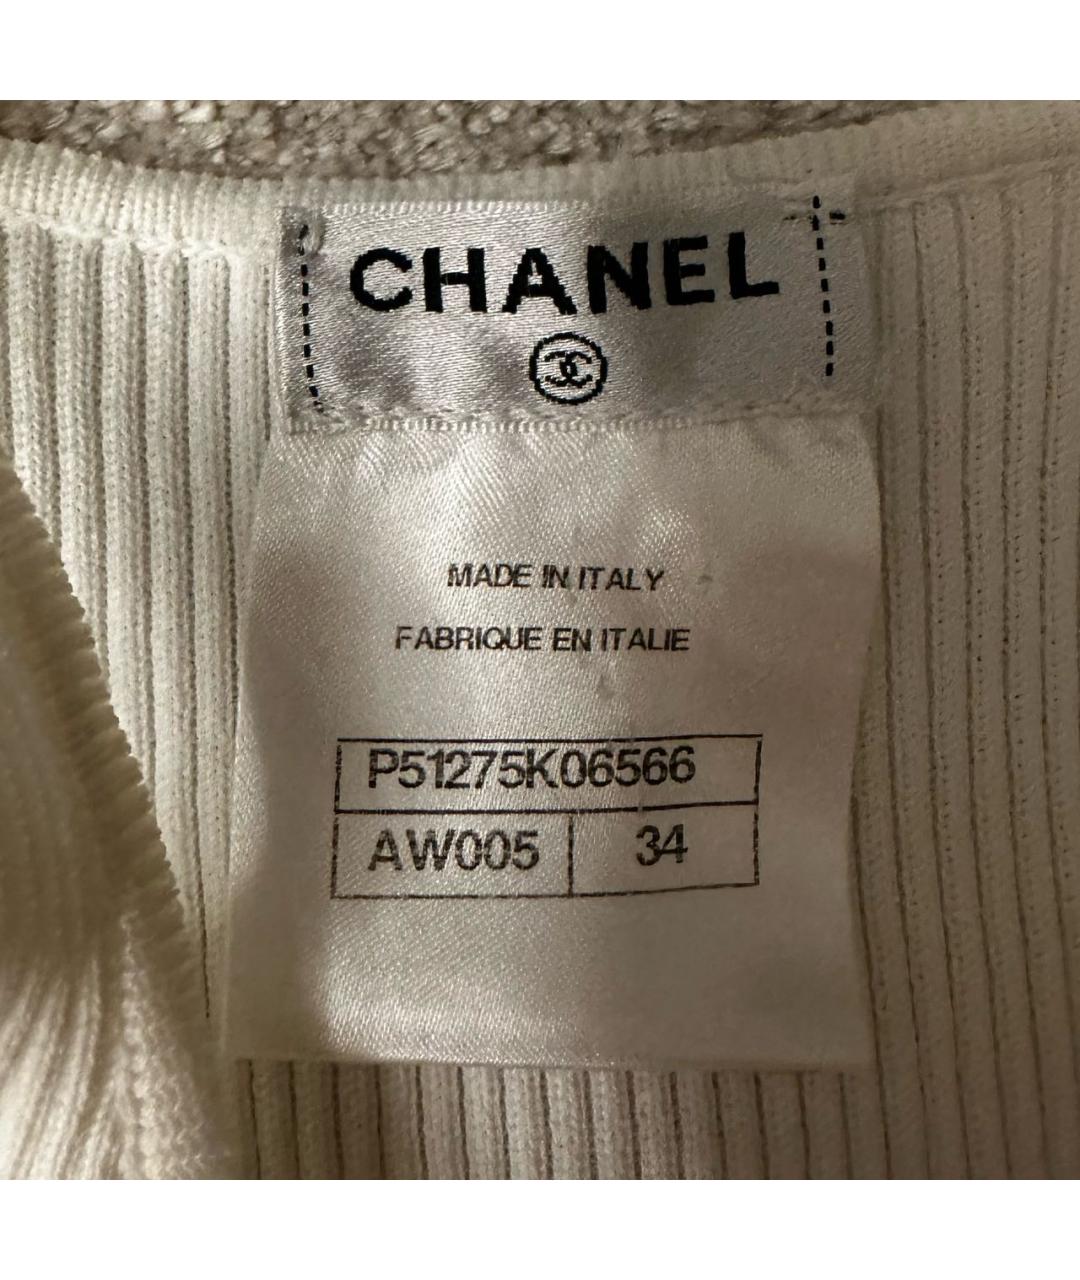 CHANEL
MADE IN ITALY
FABRIQUE EN ITALIE
P51275K06566
AW005 34